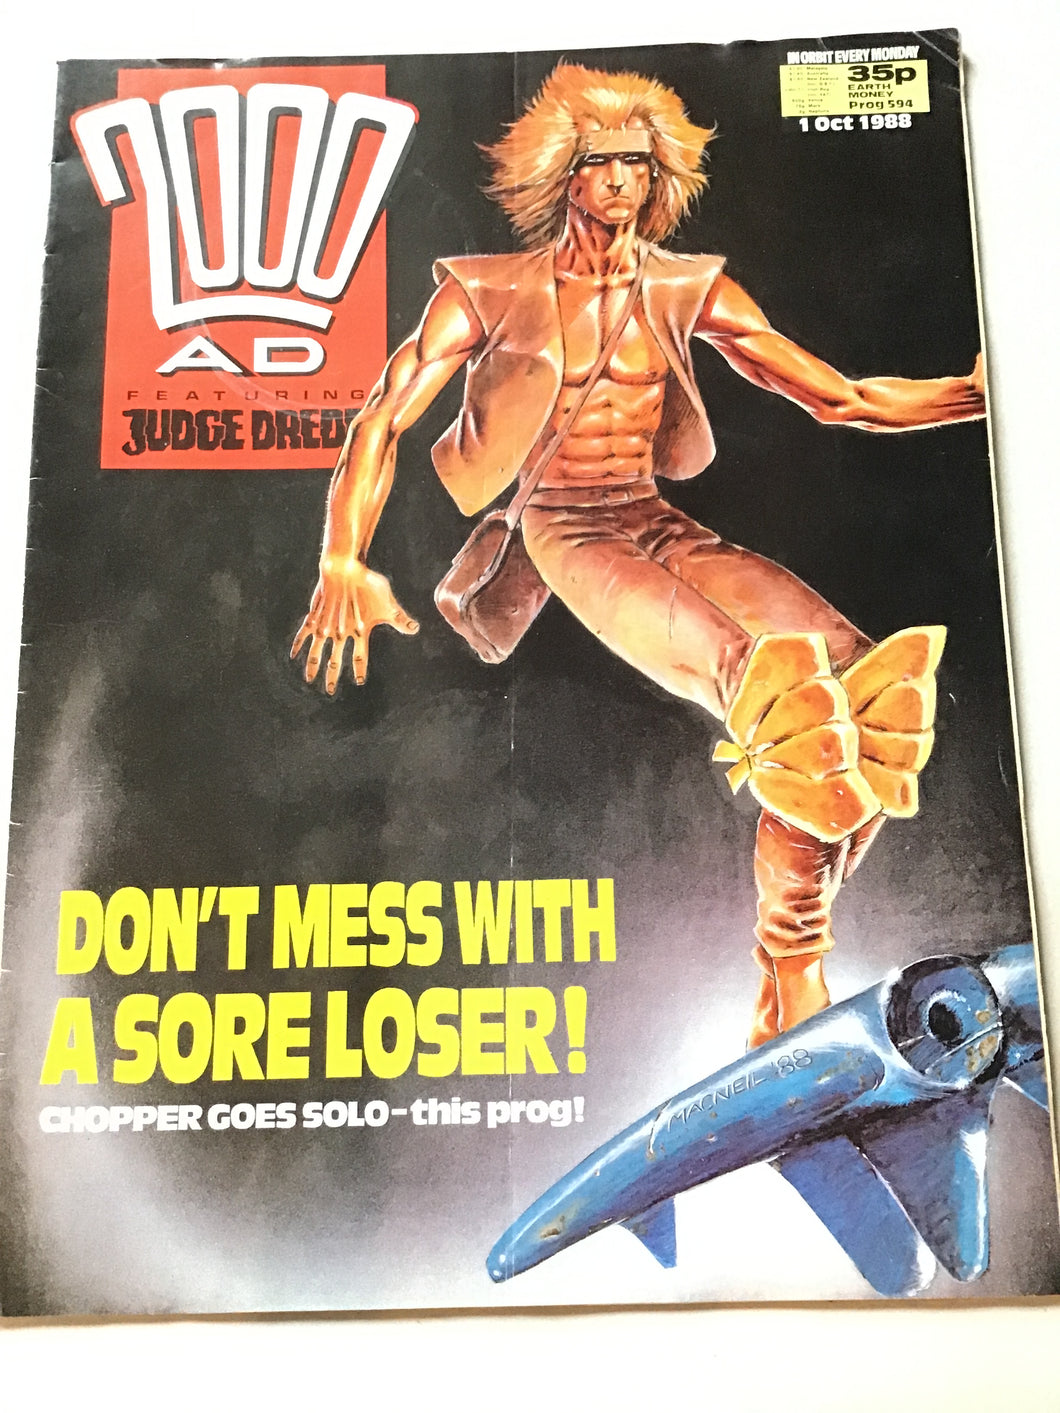 2000
AD
FEATURING
JUDGE DREDD
IN ORBIT EVERY MONDAY
35p
EARTH
MONEY
Prog 594
1 Oct 1988
DON'T MESS WITH
A SORE LOSER!
CHOPPER GOES SOLO-this prog!
MACNEIL '88